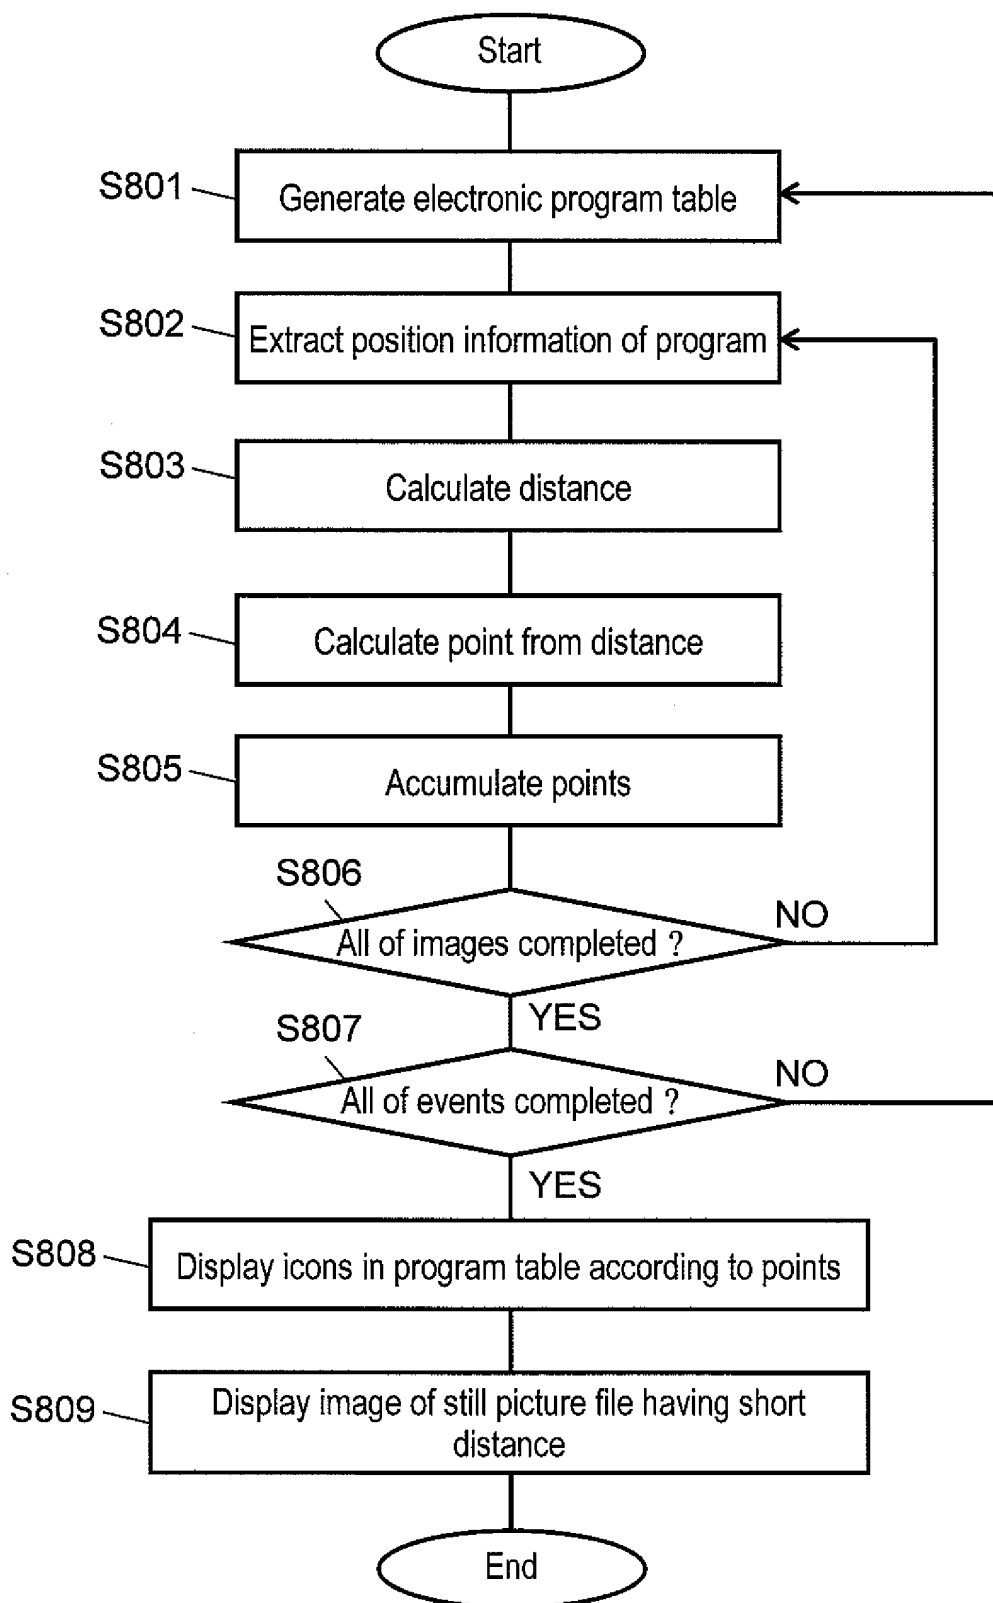 Start
S801
Generate electronic program table
S802
Extract position information of program
S803
Calculate distance
S804
Calculate point from distance
S805
Accumulate points
S806
All of images completed ?
NO
YES
S807
All of events completed ?
NO
YES
S808
Display icons in program table according to points
S809
Display image of still picture file having short
distance
End